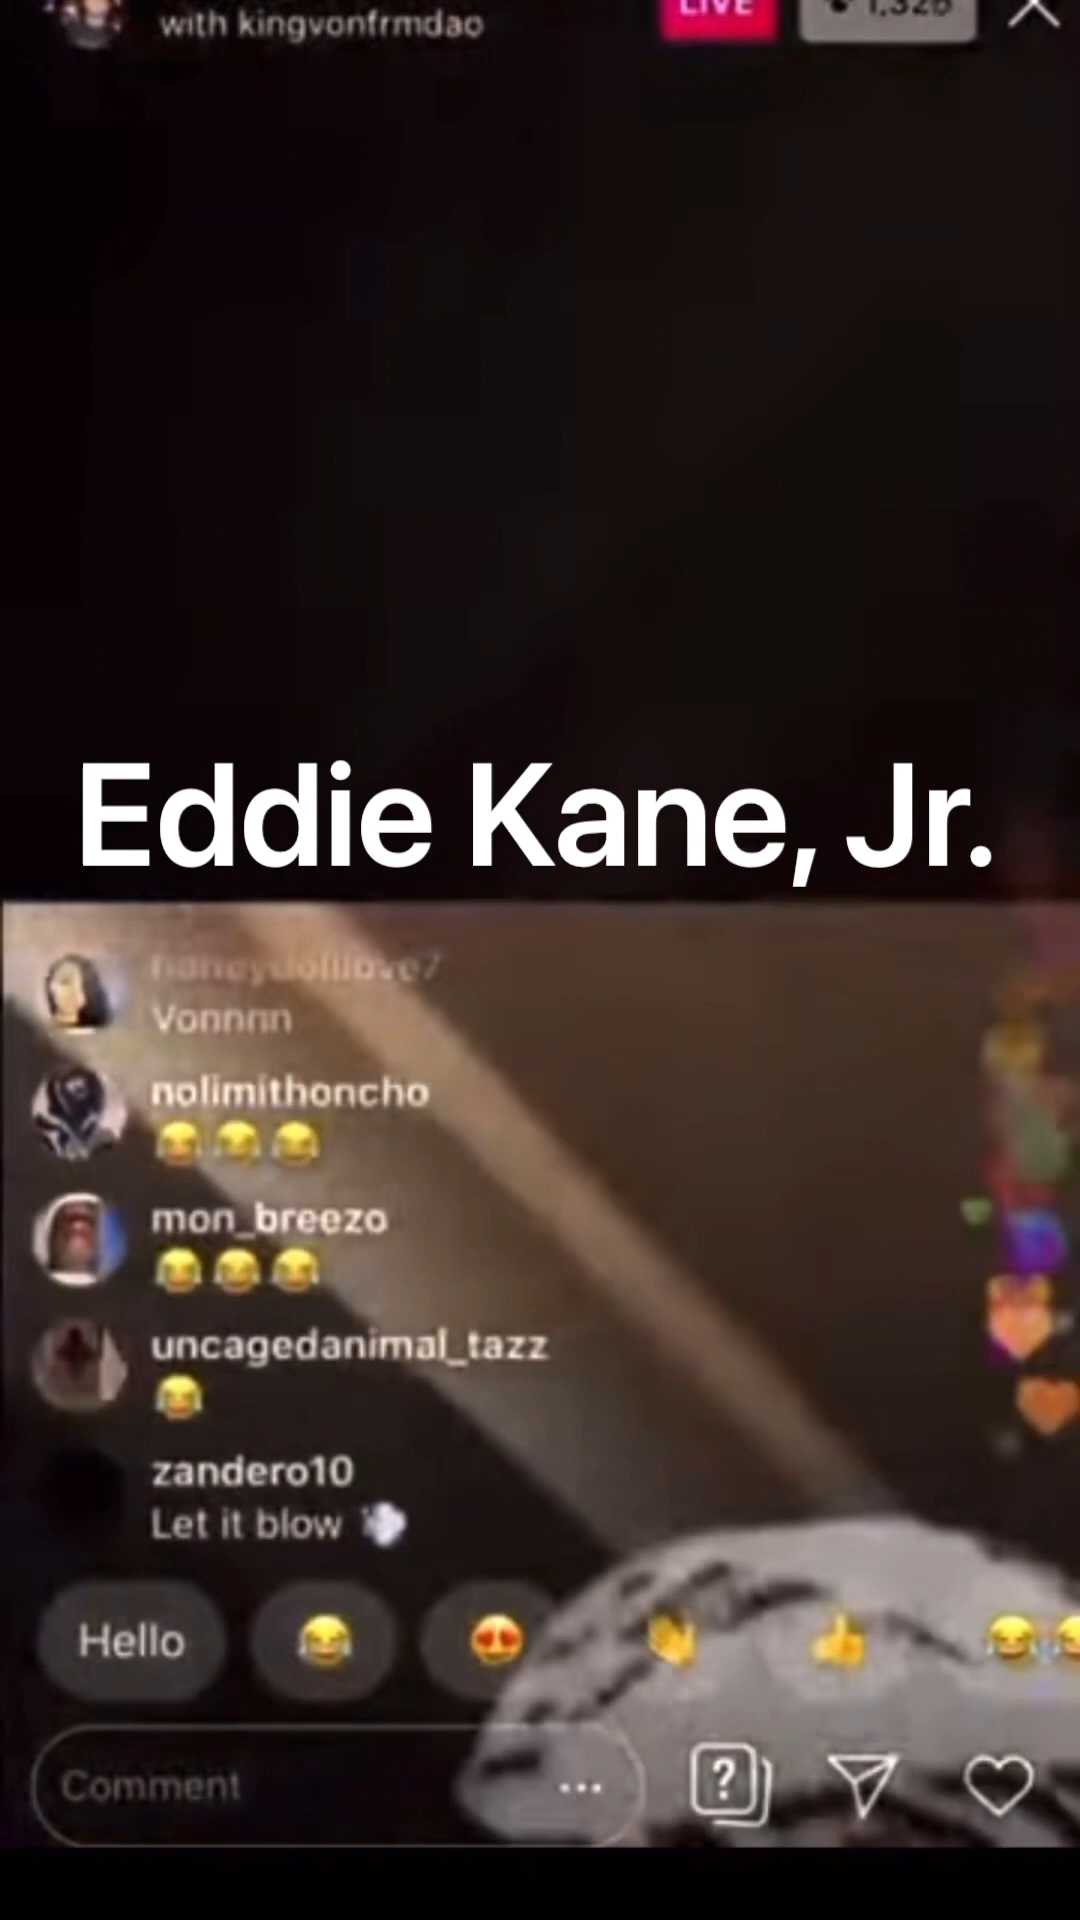 with kingvonfrmdao
LIVE
Eddie Kane, Jr.
Vonnnn
nolimithoncho
😂😂😂
mon_breezo
😂😂😂
uncagedanimal_tazz
😂
zandero10
Let it blow 💨
Hello 😂 😍 👏 👍 😂 😂
Comment
?